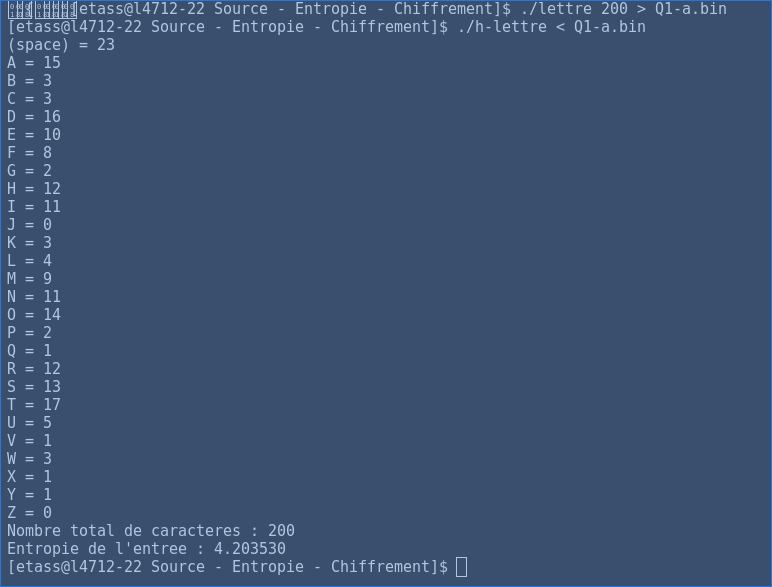 [etass@l4712-22 Source - Entropie - Chiffrement]$ ./lettre 200 > Q1-a.bin
[etass@l4712-22 Source - Entropie - Chiffrement]$ ./h-lettre < Q1-a.bin
(space) = 23
A = 15
B = 3
C = 3
D = 16
E = 10
F = 8
G = 2
H = 12
I = 11
J = 0
K = 3
L = 4
M = 9
N = 11
O = 14
P = 2
Q = 1
R = 12
S = 13
T = 17
U = 5
V = 1
W = 3
X = 1
Y = 1
Z = 0
Nombre total de caracteres : 200
Entropie de l'entree : 4.203530
[etass@l4712-22 Source - Entropie - Chiffrement]$